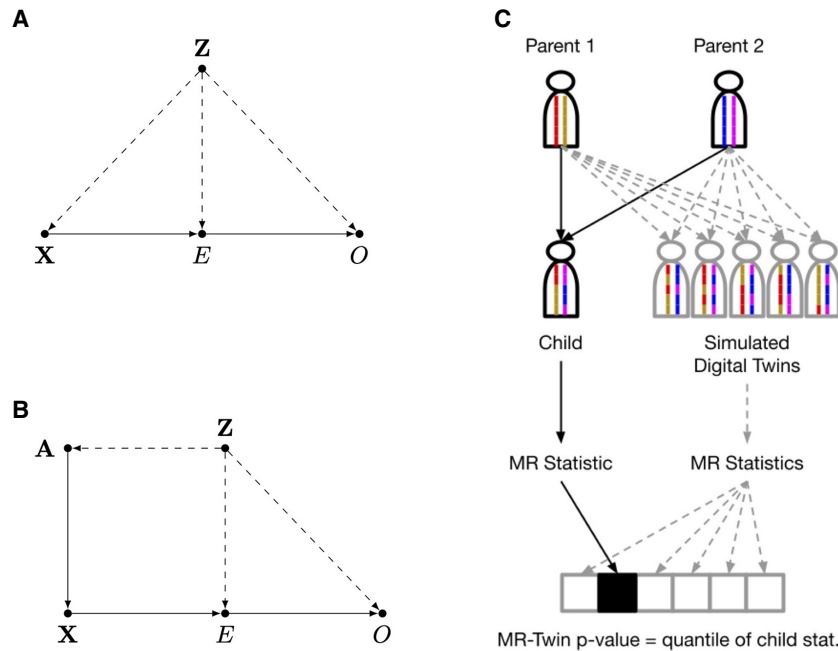 A
Z
X
E
O
B
A
Z
X
E
O
C
Parent 1
Parent 2
Child
Simulated
Digital Twins
MR Statistic
MR Statistics
MR-Twin p-value = quantile of child stat.